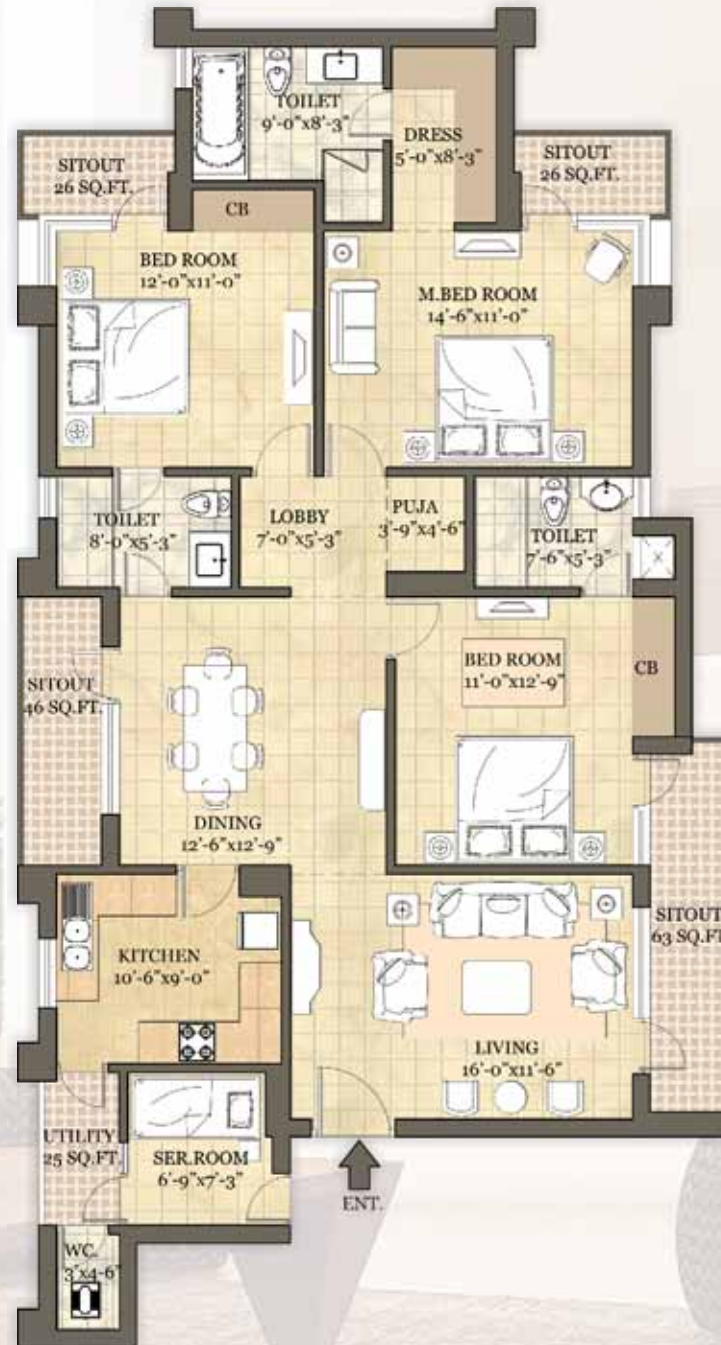 TOILET
9'-0"x8'-3"
DRESS
5'-0"x8'-3"
SITOUT
26 SQ.FT.
SITOUT
26 SQ.FT.
CB
BED ROOM
12'-0"x11'-0"
M.BED ROOM
14'-6"x11'-0"
TOILET
8'-0"x5'-3"
LOBBY
7'-0"x5'-3"
PUJA
3'-9"x4'-6"
TOILET
7'-6"x5'-3"
SITOUT
46 SQ.FT.
BED ROOM
11'-0"x12'-9"
CB
DINING
12'-6"x12'-9"
SITOUT
63 SQ.FT
KITCHEN
10'-6"x9'-0"
LIVING
16'-0"x11'-6"
UTILITY
25 SQ.FT.
SER.ROOM
6'-9"x7'-3"
ENT.
WC.
3'x4-6"